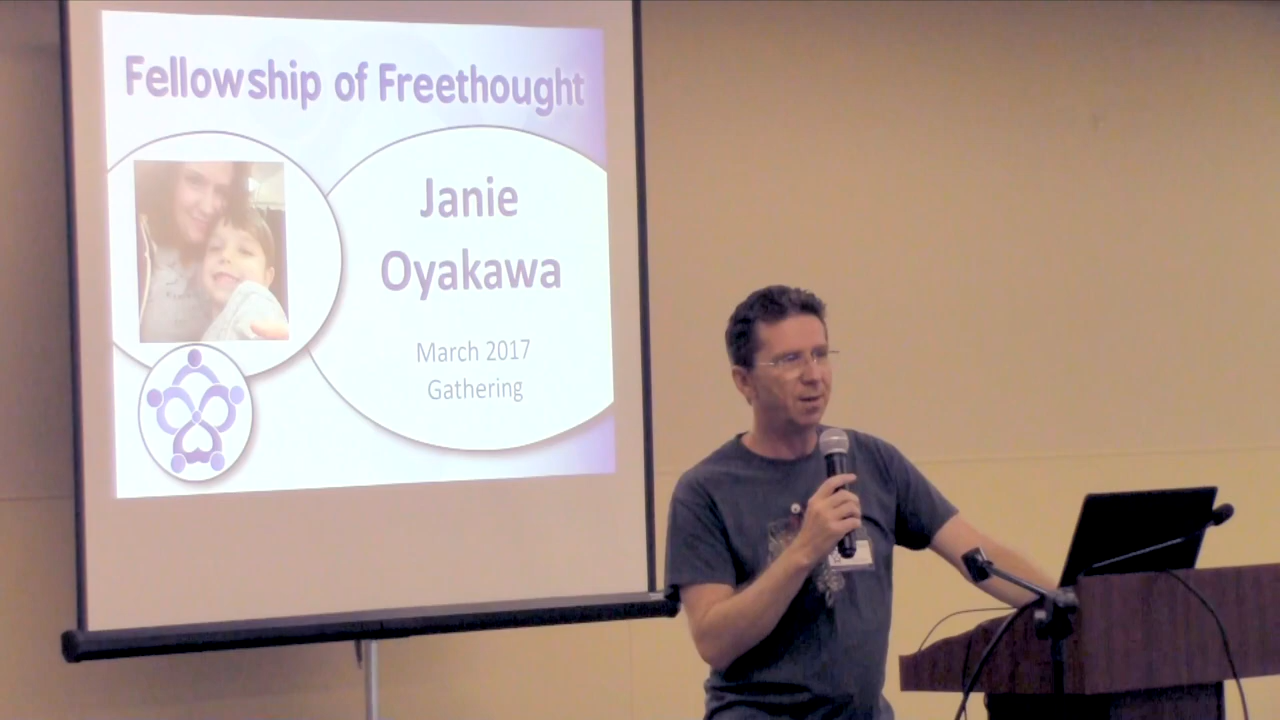 Fellowship of Freethought
Janie
Oyakawa
March 2017
Gathering